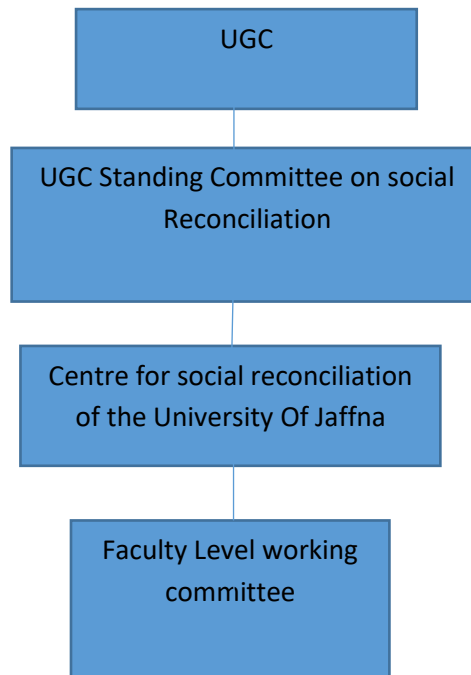 UGC
UGC Standing Committee on social
Reconciliation
Centre for social reconciliation
of the University Of Jaffna
Faculty Level working
committee